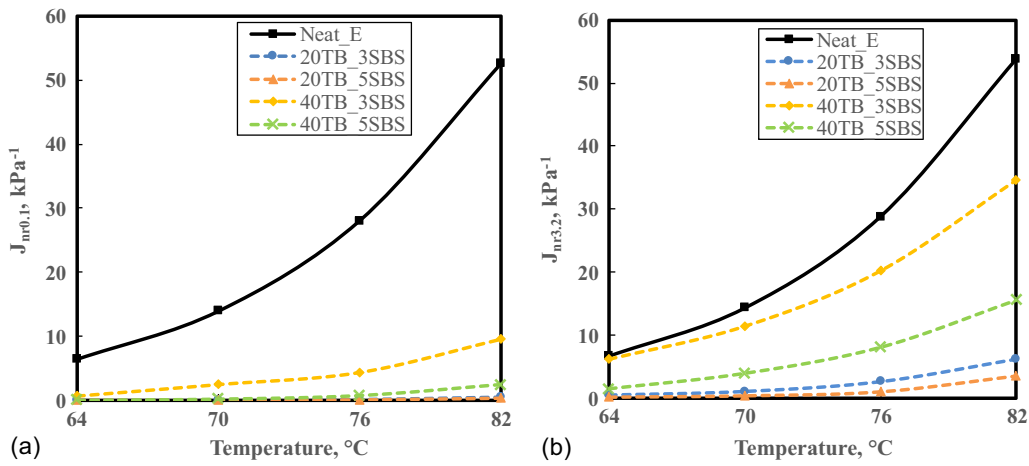 60
50
40
30
20
10
0
J nr0.1, kPa-1
Neat_E
20TB_3SBS
20TB_5SBS
40TB_3SBS
40TB_5SBS
64 70 76 82
Temperature, °C
(a)
60
50
40
30
20
10
0
J nr3.2, kPa-1
Neat_E
20TB_3SBS
20TB_5SBS
40TB_3SBS
40TB_5SBS
64 70 76 82
Temperature, °C
(b)